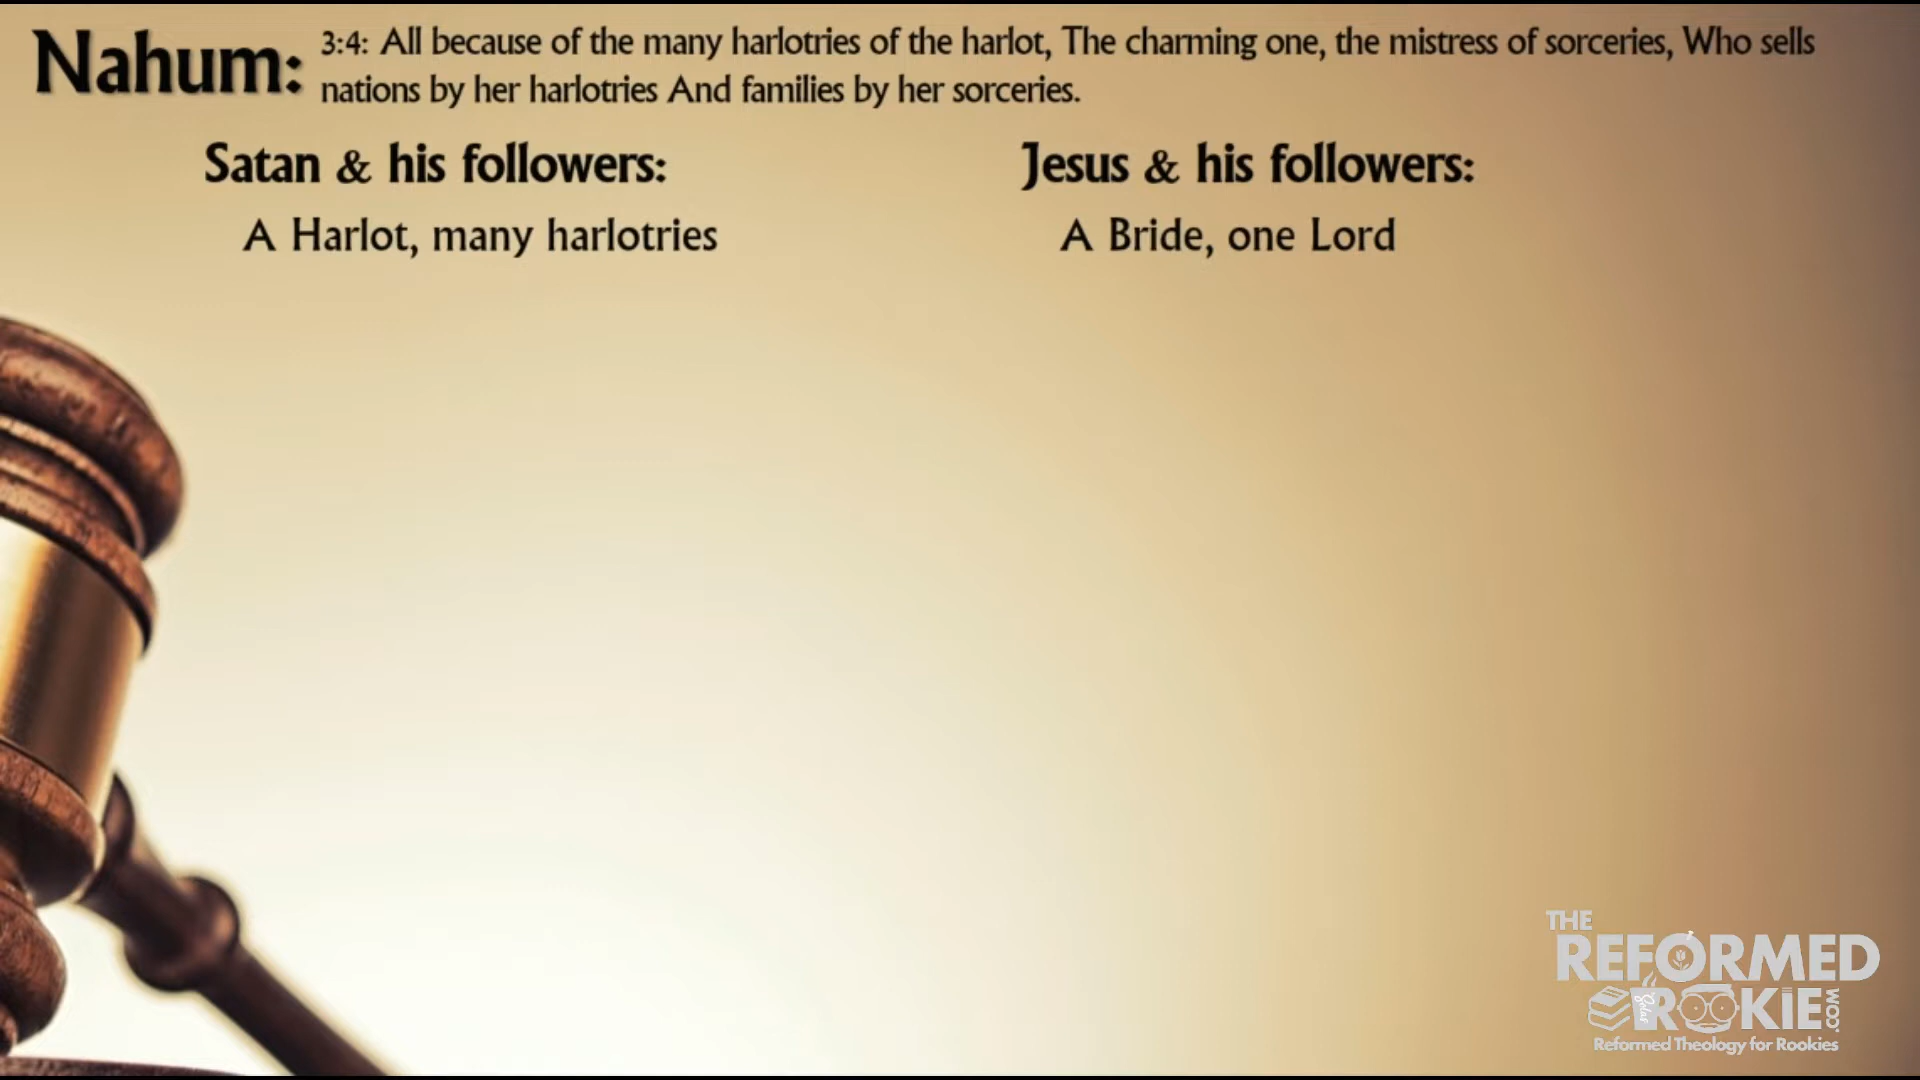 Nahum: 3:4: All because of the many harlotries of the harlot, The charming one, the mistress of sorceries, Who sells
nations by her harlotries And families by her sorceries.
Satan & his followers:
A Harlot, many harlotries
Jesus & his followers:
A Bride, one Lord
THE
REFORMED
ROOKIE.COM
Solas
Reformed Theology for Rookies